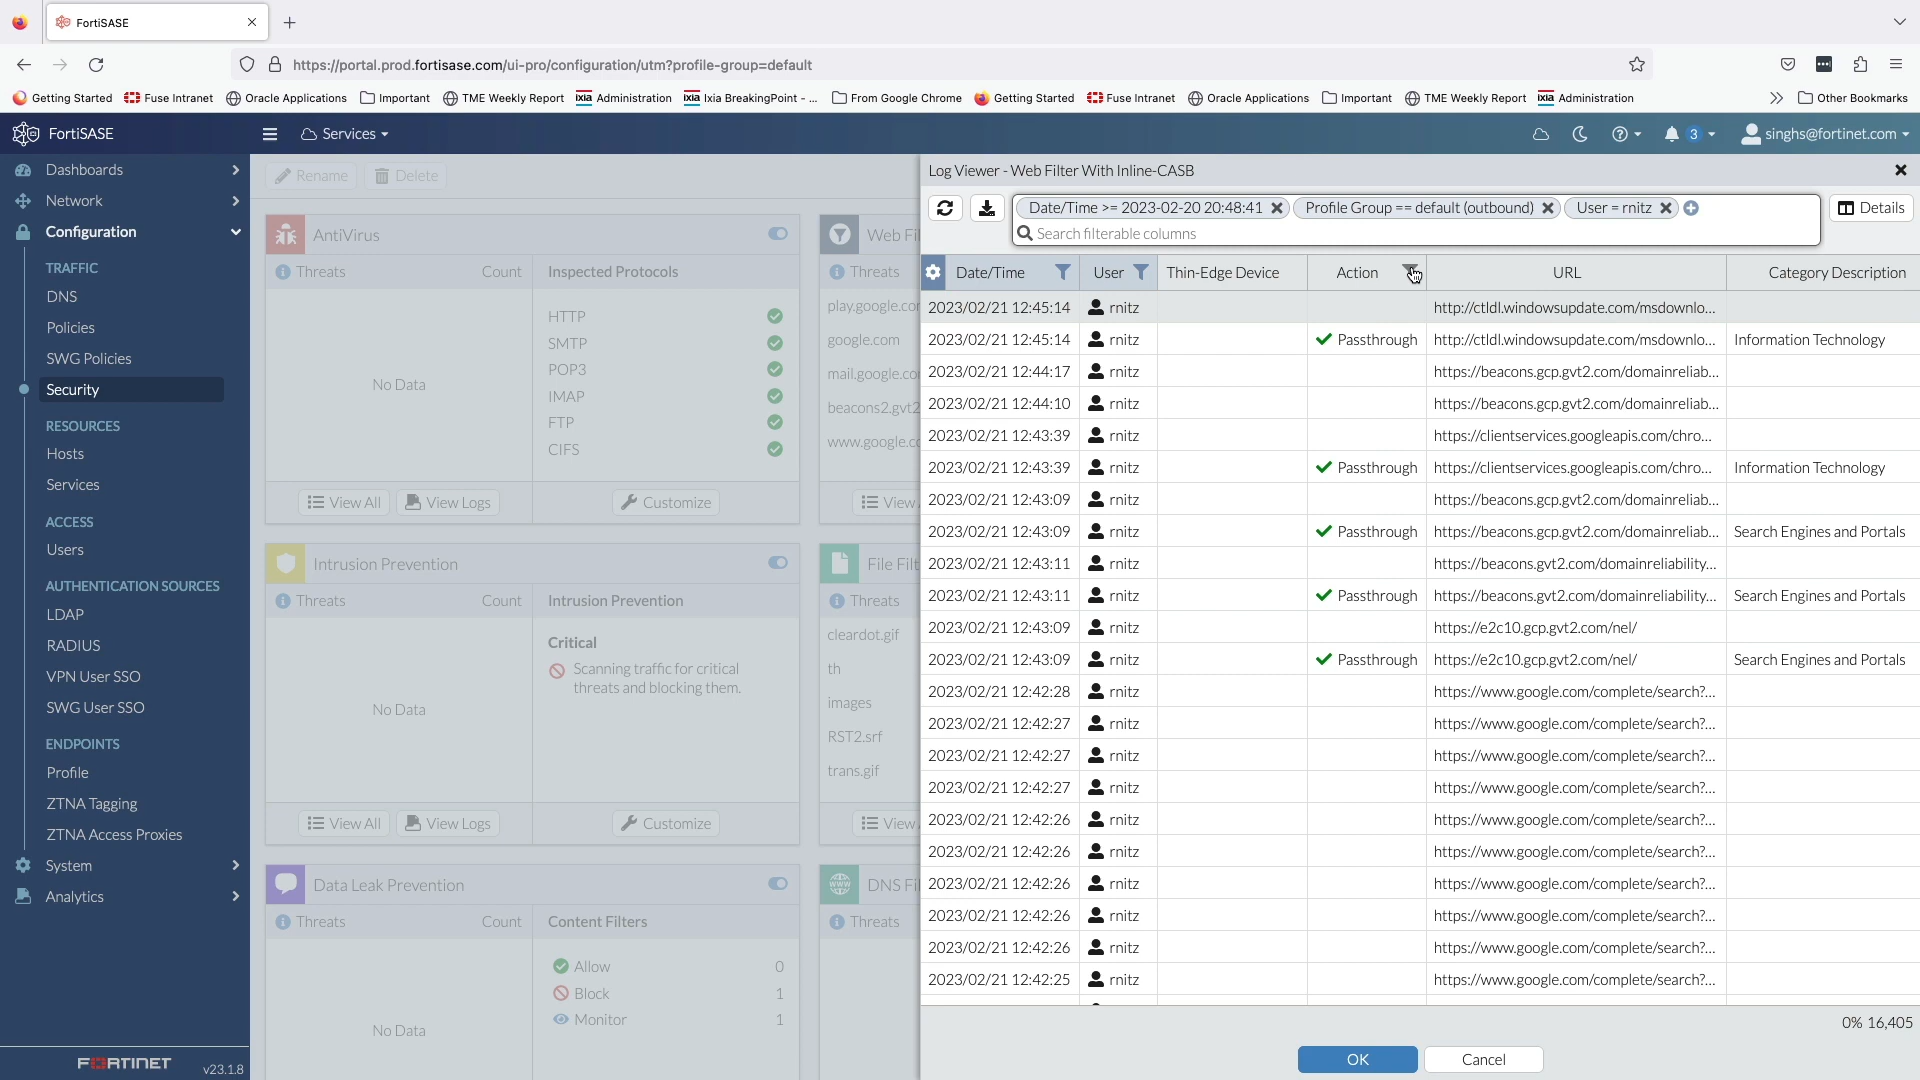 FortiSASE
https://portal.prod.fortisase.com/ui-pro/configuration/utm?profile-group=default
Getting Started Fuse Intranet Oracle Applications Important TME Weekly Report Administration Ixia BreakingPoint - ... From Google Chrome Getting Started Fuse Intranet Oracle Applications Important TME Weekly Report Administration Other Bookmarks
FortiSASE Services 3 singhs@fortinet.com
Dashboards
Network
Configuration
TRAFFIC
DNS
Policies
SWG Policies
Security
RESOURCES
Hosts
Services
ACCESS
Users
AUTHENTICATION SOURCES
LDAP
RADIUS
VPN User SSO
SWG User SSO
ENDPOINTS
Profile
ZTNA Tagging
ZTNA Access Proxies
System
Analytics
FORTINET v23.1.8
Rename Delete
AntiVirus
Threats Count Inspected Protocols
No Data
HTTP
SMTP
POP3
IMAP
FTP
CIFS
View All View Logs Customize
Intrusion Prevention
Threats Count Intrusion Prevention
No Data
Critical
Scanning traffic for critical
threats and blocking them.
View All View Logs Customize
Data Leak Prevention
Threats Count Content Filters
No Data
Allow 0
Block 1
Monitor 1
Web Fil
Threats
play.google.co
google.com
mail.google.co
beacons2.gvt2
www.google.c
View
File Filt
Threats
cleardot.gif
th
images
RST2.srf
trans.gif
View
www DNS Fi
Threats
Log Viewer - Web Filter With Inline-CASB
Date/Time >= 2023-02-20 20:48:41 Profile Group == default (outbound) User = rnitz Details
Search filterable columns
Date/Time User Thin-Edge Device Action URL Category Description
2023/02/21 12:45:14 rnitz http://ctldl.windowsupdate.com/msdownlo...
2023/02/21 12:45:14 rnitz Passthrough http://ctldl.windowsupdate.com/msdownlo... Information Technology
2023/02/21 12:44:17 rnitz https://beacons.gcp.gvt2.com/domainreliab...
2023/02/21 12:44:10 rnitz https://beacons.gcp.gvt2.com/domainreliab...
2023/02/21 12:43:39 rnitz https://clientservices.googleapis.com/chro...
2023/02/21 12:43:39 rnitz Passthrough https://clientservices.googleapis.com/chro... Information Technology
2023/02/21 12:43:09 rnitz https://beacons.gcp.gvt2.com/domainreliab...
2023/02/21 12:43:09 rnitz Passthrough https://beacons.gcp.gvt2.com/domainreliab... Search Engines and Portals
2023/02/21 12:43:11 rnitz https://beacons.gvt2.com/domainreliability...
2023/02/21 12:43:11 rnitz Passthrough https://beacons.gvt2.com/domainreliability... Search Engines and Portals
2023/02/21 12:43:09 rnitz https://e2c10.gcp.gvt2.com/nel/
2023/02/21 12:43:09 rnitz Passthrough https://e2c10.gcp.gvt2.com/nel/ Search Engines and Portals
2023/02/21 12:42:28 rnitz https://www.google.com/complete/search?...
2023/02/21 12:42:27 rnitz https://www.google.com/complete/search?...
2023/02/21 12:42:27 rnitz https://www.google.com/complete/search?...
2023/02/21 12:42:27 rnitz https://www.google.com/complete/search?...
2023/02/21 12:42:26 rnitz https://www.google.com/complete/search?...
2023/02/21 12:42:26 rnitz https://www.google.com/complete/search?...
2023/02/21 12:42:26 rnitz https://www.google.com/complete/search?...
2023/02/21 12:42:26 rnitz https://www.google.com/complete/search?...
2023/02/21 12:42:26 rnitz https://www.google.com/complete/search?...
2023/02/21 12:42:25 rnitz https://www.google.com/complete/search?...
0% 16,405
OK Cancel